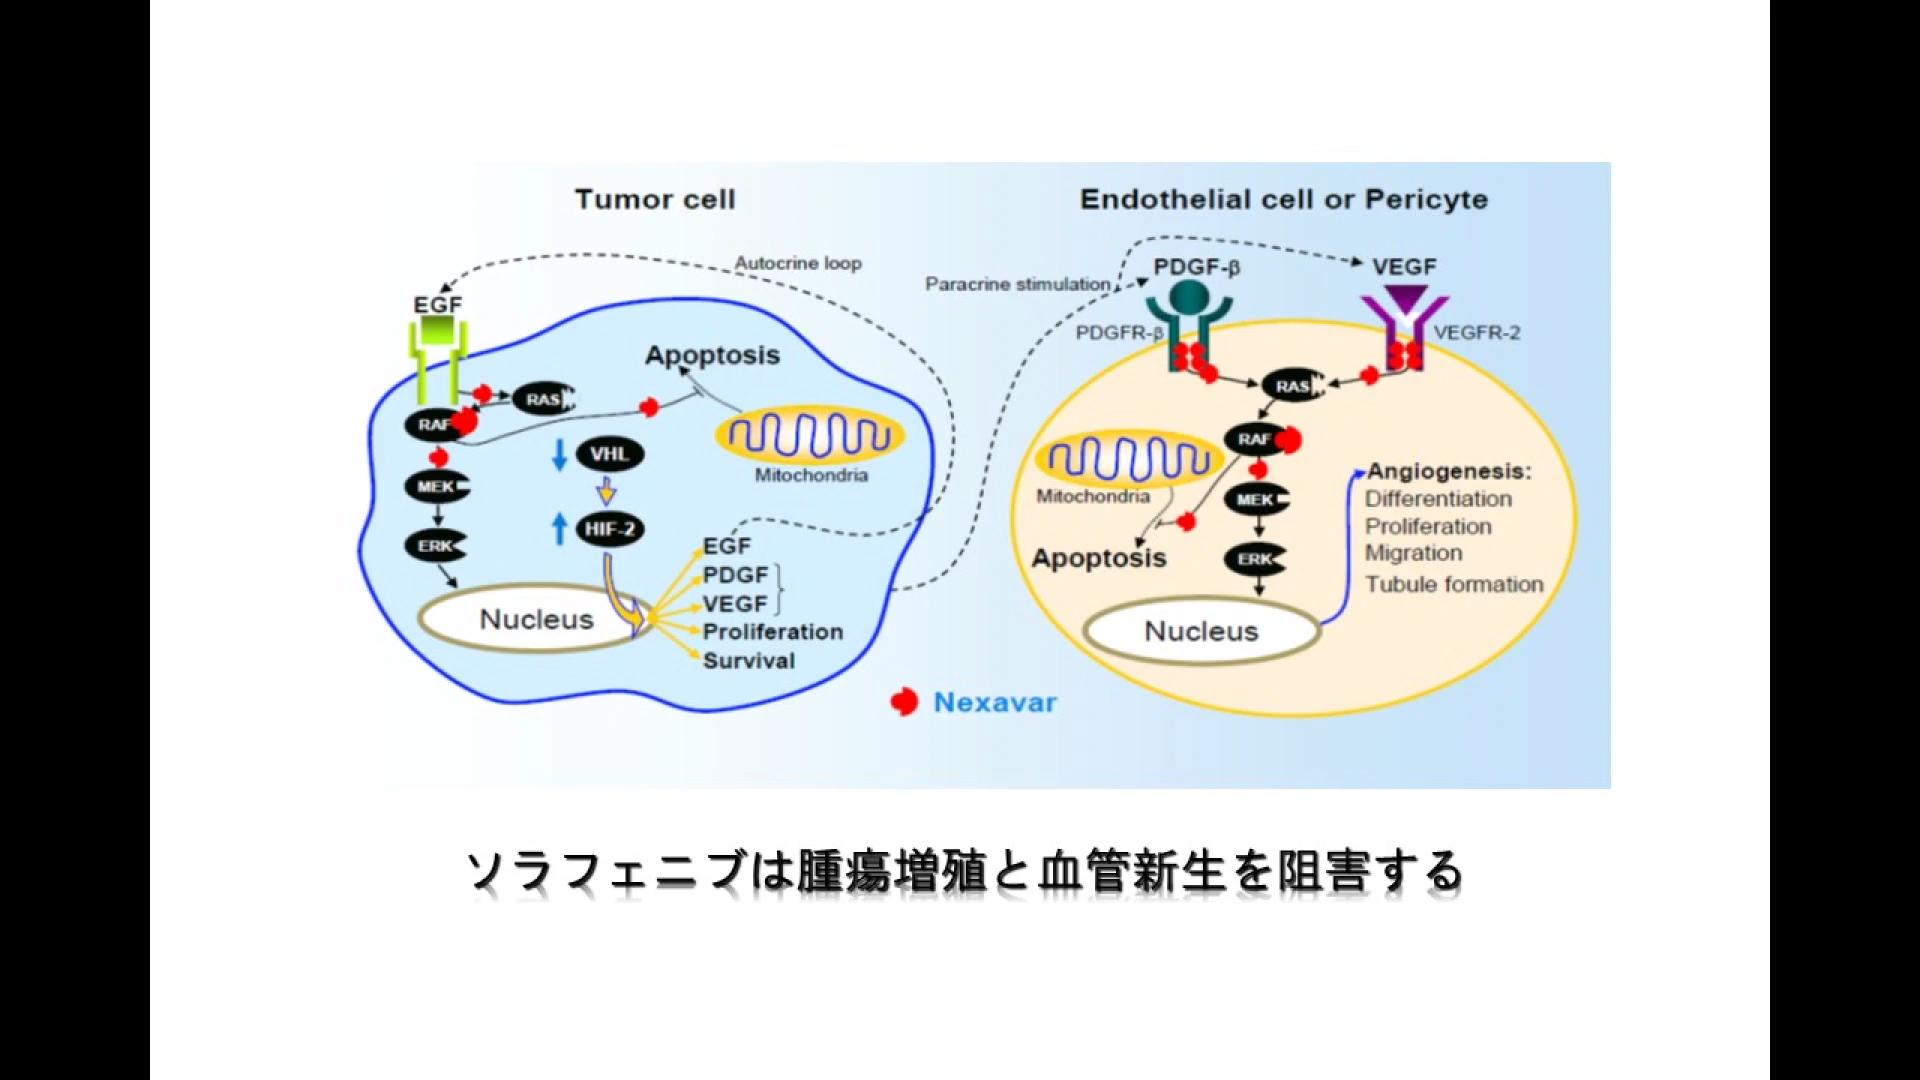 Tumor cell
Endothelial cell or Pericyte
Autocrine loop
Paracrine stimulation
EGF
PDGF-β
VEGF
PDGFR-β
VEGFR-2
Apoptosis
RAS
RAF
VHL
Mitochondria
MEK
HIF-2
ERK
EGF
PDGF
VEGF
Proliferation
Survival
Nucleus
RAS
RAF
Mitochondria
MEK
Apoptosis
ERK
Nucleus
Angiogenesis:
Differentiation
Proliferation
Migration
Tubule formation
Nexavar
ソラフェニブは腫瘍増殖と血管新生を阻害する